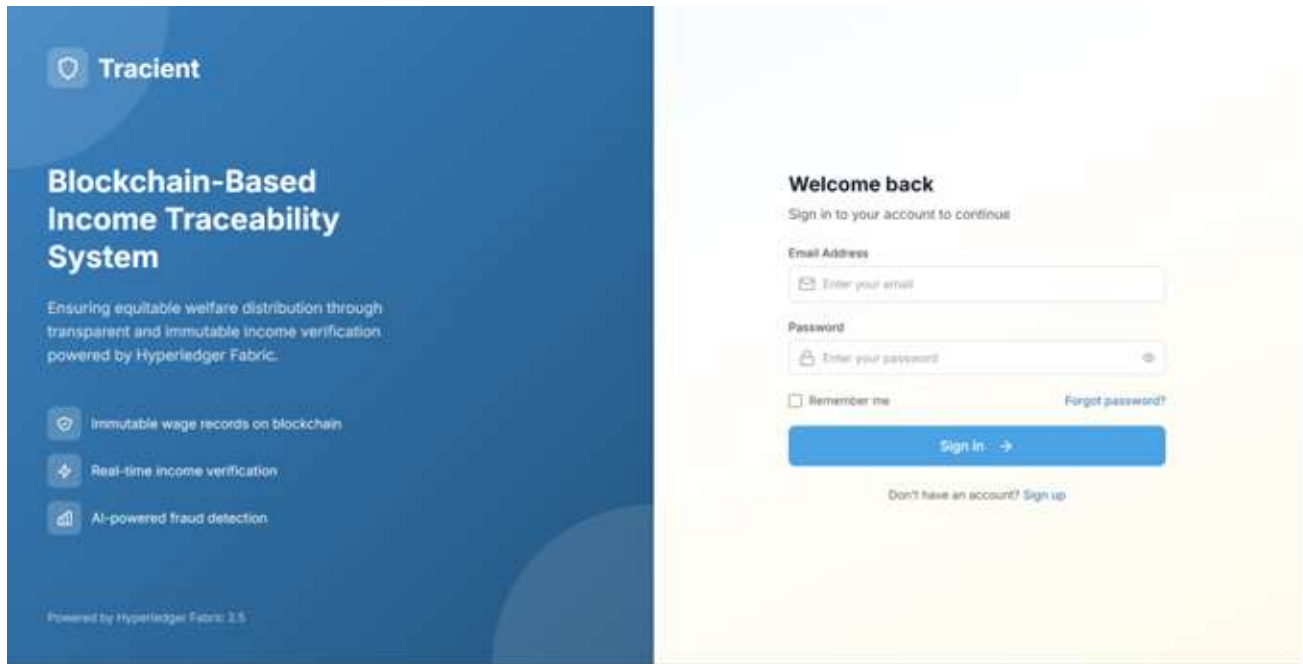 Tracient
Blockchain-Based
Income Traceability
System
Ensuring equitable welfare distribution through
transparent and immutable income verification
powered by Hyperledger Fabric.
Immutable wage records on blockchain
Real-time income verification
AI-powered fraud detection
Powered by Hyperledger Fabric 2.5
Welcome back
Sign in to your account to continue
Email Address
Enter your email
Password
Enter your password
Remember me
Forgot password?
Sign in
Don't have an account? Sign up